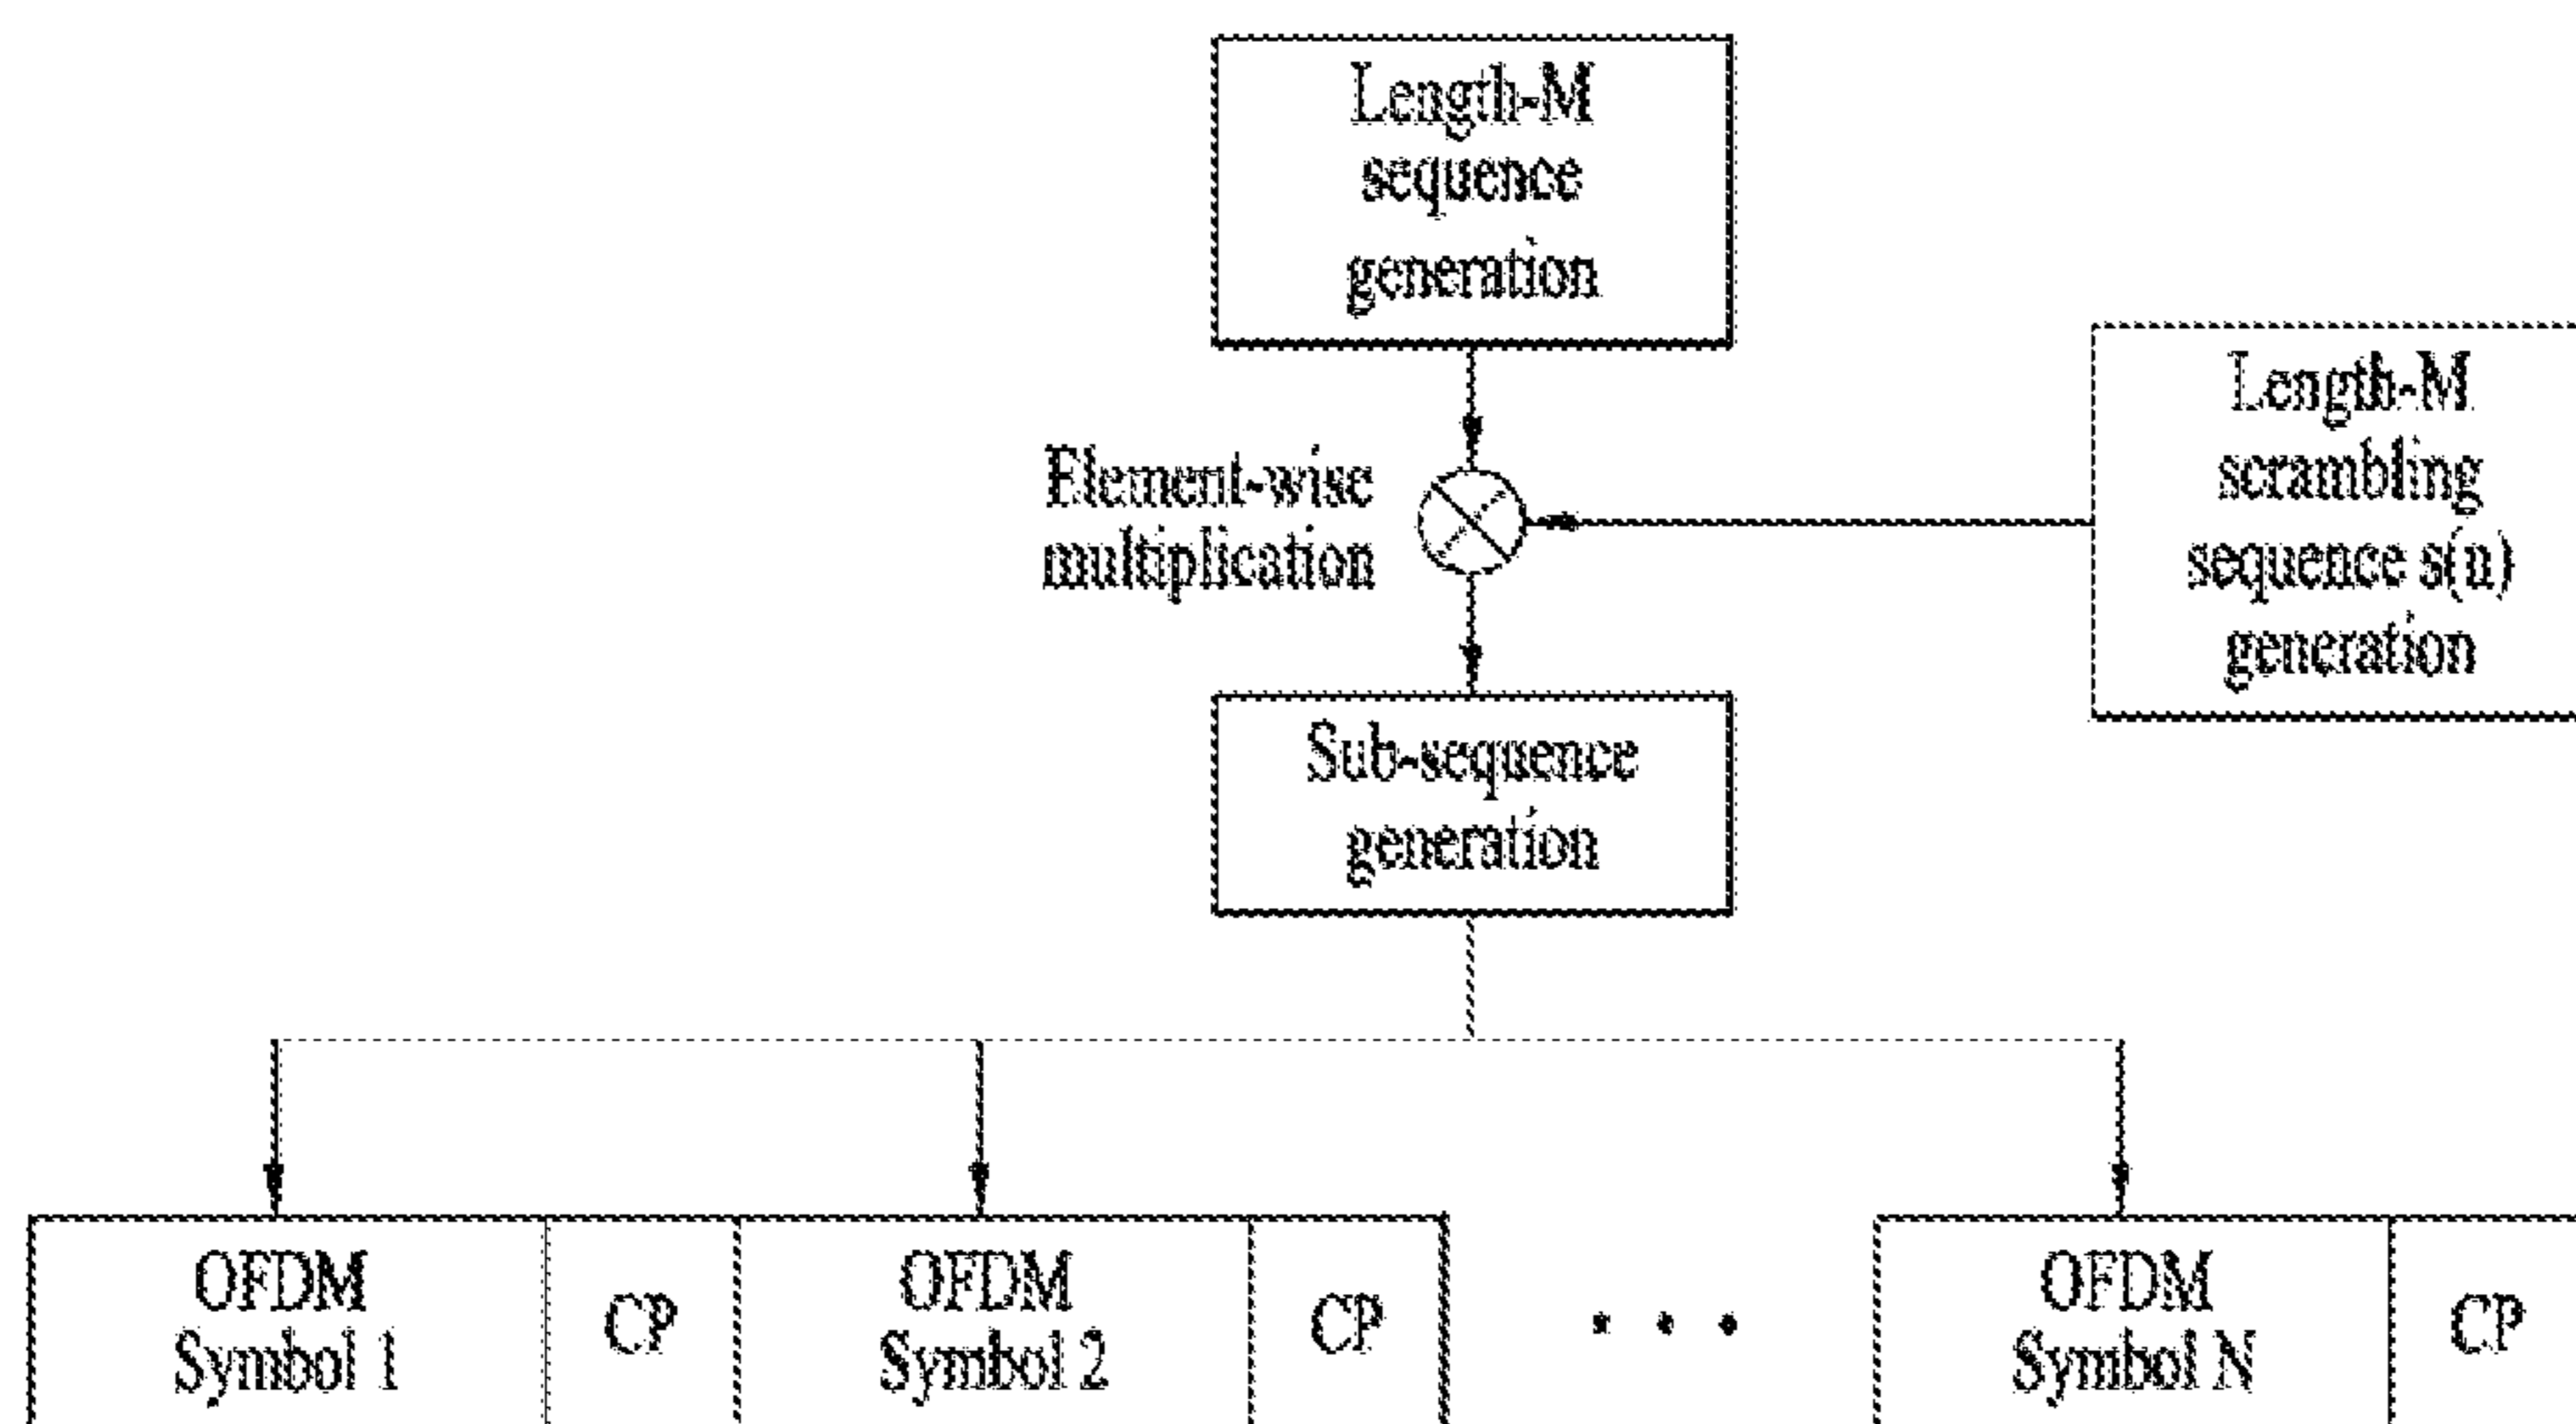 Length-M
sequence
generation
Length-M
scrambling
sequence s(n)
generation
Element-wise
multiplication
Sub-sequence
generation
OFDM
Symbol 1
CP
OFDM
Symbol 2
CP
• • •
OFDM
Symbol N
CP